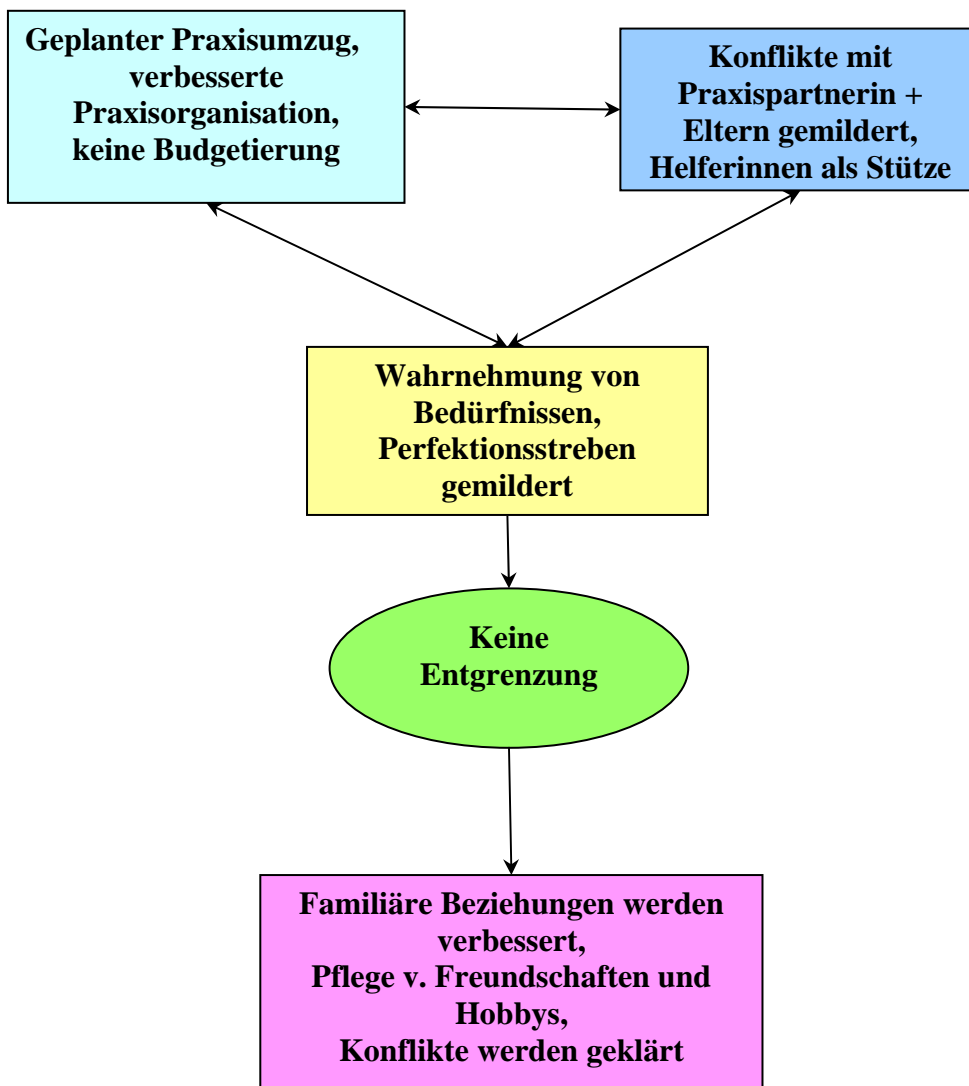 Geplanter Praxisumzug,
verbesserte
Praxisorganisation,
keine Budgetierung
Konflikte mit
Praxispartnerin +
Eltern gemildert,
Helferinnen als Stütze
Wahrnehmung von
Bedürfnissen,
Perfektionsstreben
gemildert
Keine
Entgrenzung
Familiäre Beziehungen werden
verbessert,
Pflege v. Freundschaften und
Hobbys,
Konflikte werden geklärt